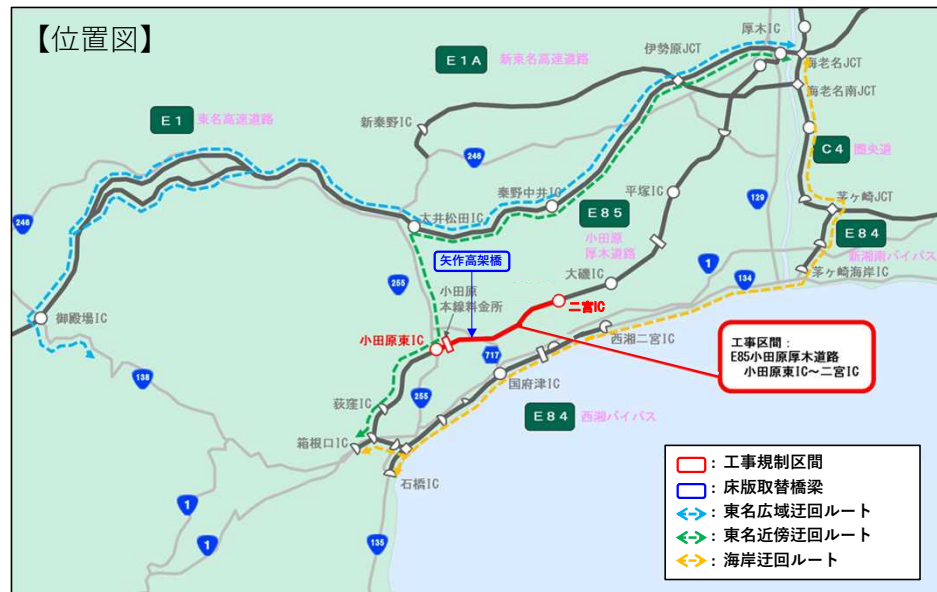 【位置図】
厚木IC
伊勢原JCT
E1A 新東名高速道路
海老名JCT
海老名南JCT
E1 東名高速道路
新秦野IC
246
C4 圏央道
秦野中井IC
平塚IC
129
茅ヶ崎JCT
246
大井松田IC
E85
小田原
厚木道路
E84
新湘南バイパス
矢作高架橋
大磯IC
1
134
茅ヶ崎海岸IC
255
小田原
本線料金所
二宮IC
御殿場IC
小田原東IC
西湘二宮IC
717
工事区間：
E85小田原厚木道路
小田原東IC～二宮IC
138
国府津IC
荻窪IC
255
E84 西湘バイパス
箱根口IC
石橋IC
1
1
135
：工事規制区間
：床版取替橋梁
：東名広域迂回ルート
：東名近傍迂回ルート
：海岸迂回ルート